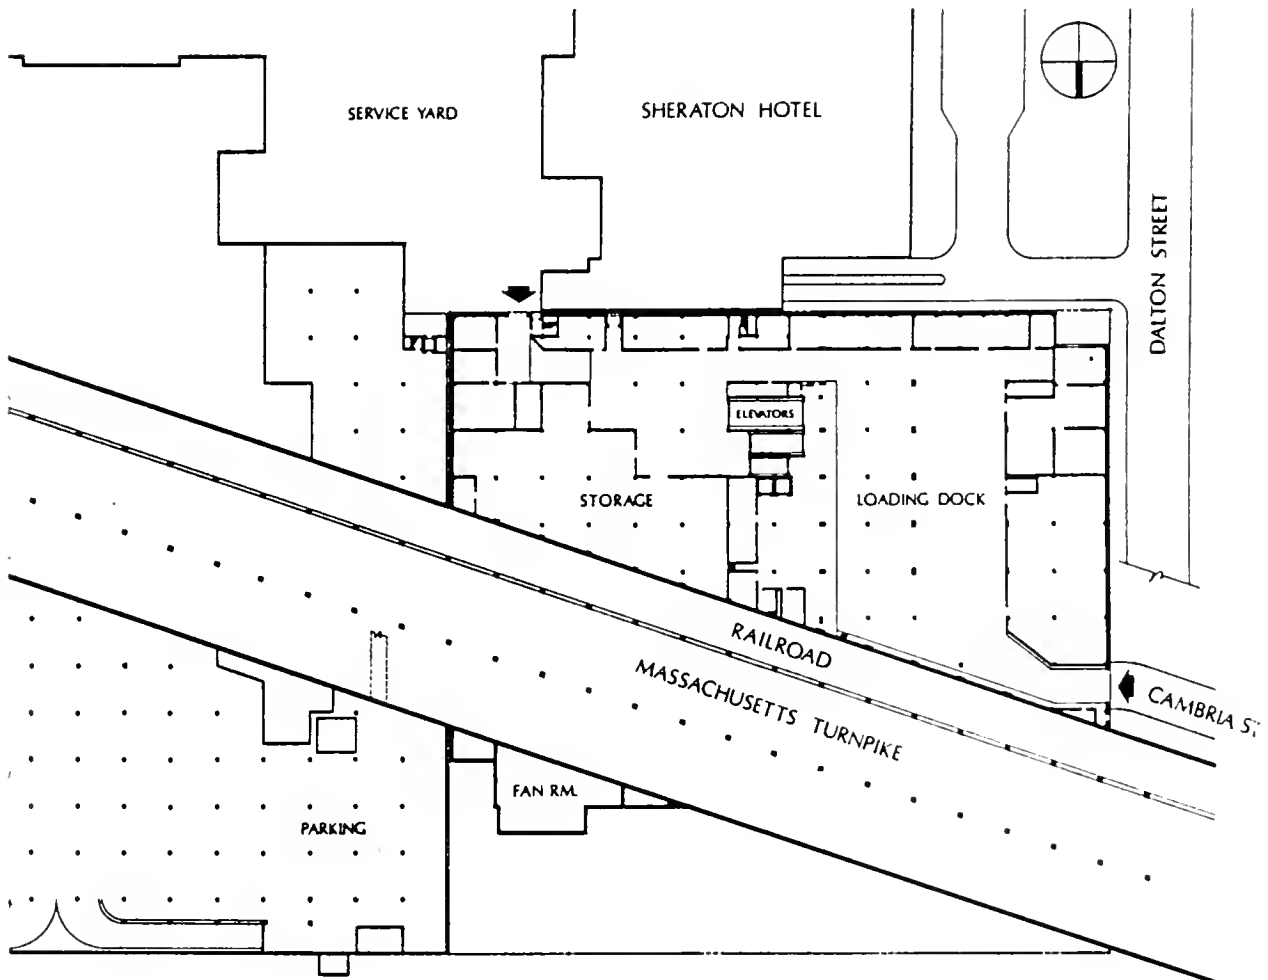 SERVICE YARD
SHERATON HOTEL
DALTON STREET
ELEVATORS
STORAGE
LOADING DOCK
RAILROAD
MASSACHUSETTS TURNPIKE
CAMBRIA ST
FAN RM.
PARKING